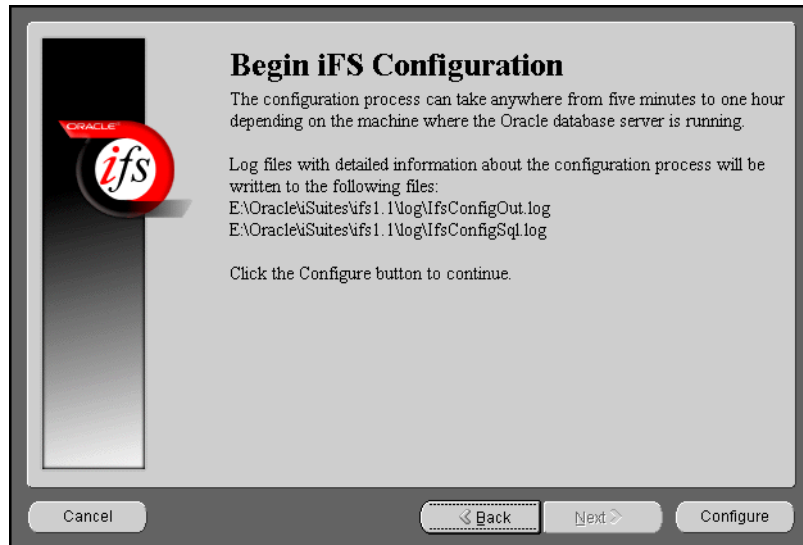 Begin iFS Configuration
The configuration process can take anywhere from five minutes to one hour
depending on the machine where the Oracle database server is running.
Log files with detailed information about the configuration process will be
written to the following files:
E:\Oracle\iSuites\ifs1.1\log\IfsConfigOut.log
E:\Oracle\iSuites\ifs1.1\log\IfsConfigSql.log
Click the Configure button to continue.
ORACLE
ifs
Cancel
Back
Next
Configure